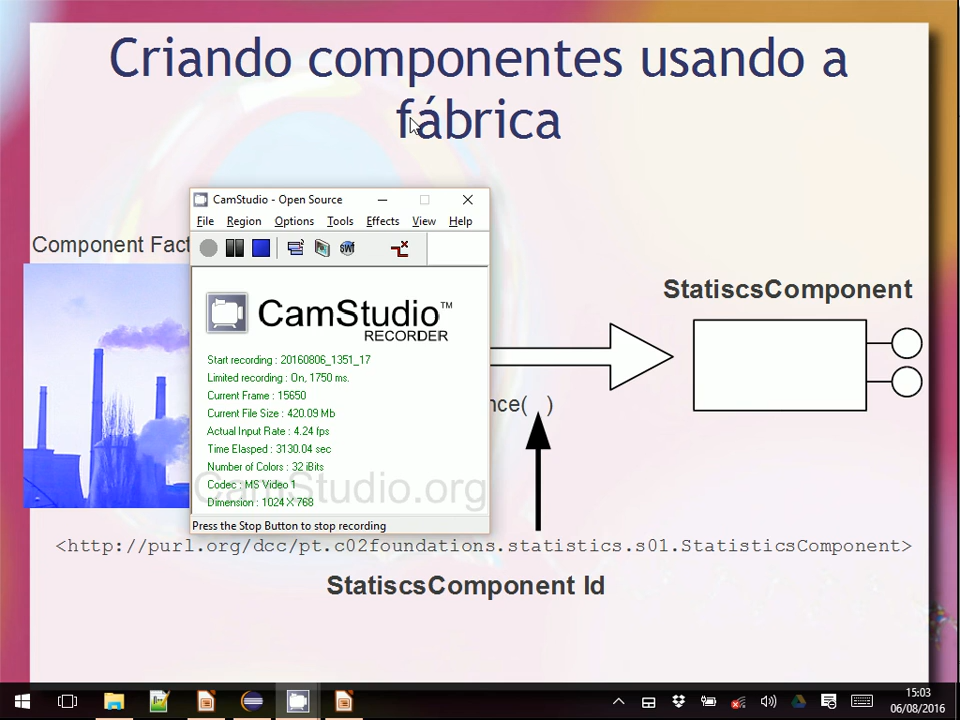 Criando componentes usando a
fábrica
CamStudio - Open Source
File Region Options Tools Effects View Help
Component Fact
SWf
CamStudio™
RECORDER
StatiscsComponent
Start recording : 20160806_1351_17
Limited recording : On, 1750 ms.
Current Frame : 15650
Current File Size : 420.09 Mb
Actual Input Rate : 4.24 fps
Time Elasped : 3130.04 sec
Number of Colors : 32 iBits
Codec : MS Video 1
Dimension : 1024 X 768
CamStudio.org
nce( )
Press the Stop Button to stop recording
<http://purl.org/dcc/pt.c02foundations.statistics.s01.StatisticsComponent>
StatiscsComponent Id
15:03
06/08/2016